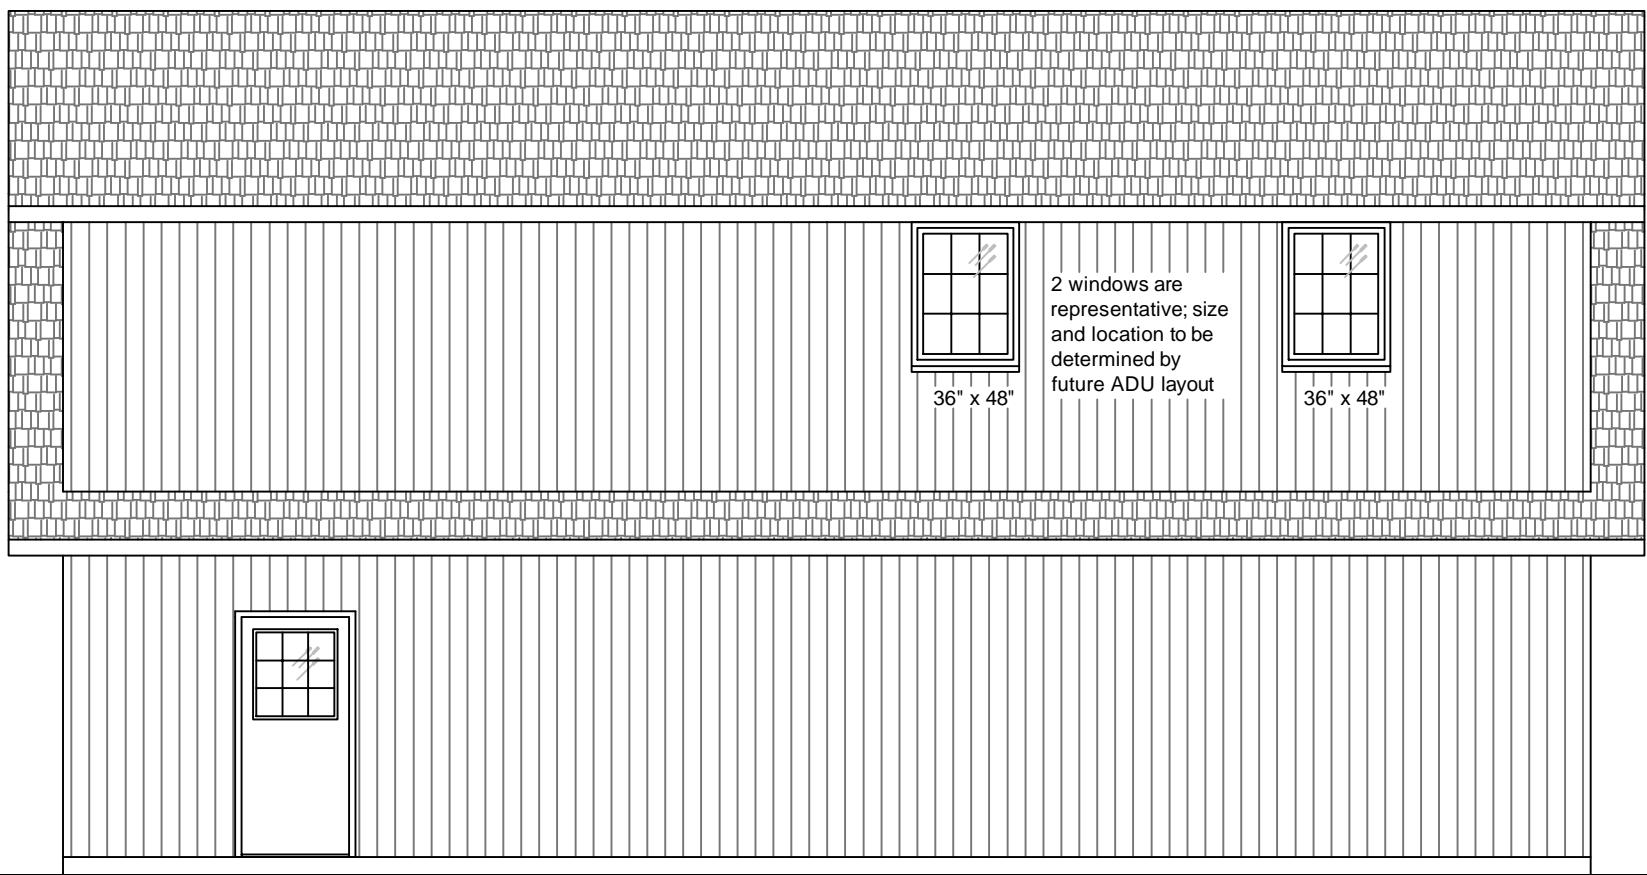 2 windows are
representative; size
and location to be
determined by
future ADU layout
36" x 48"
36" x 48"